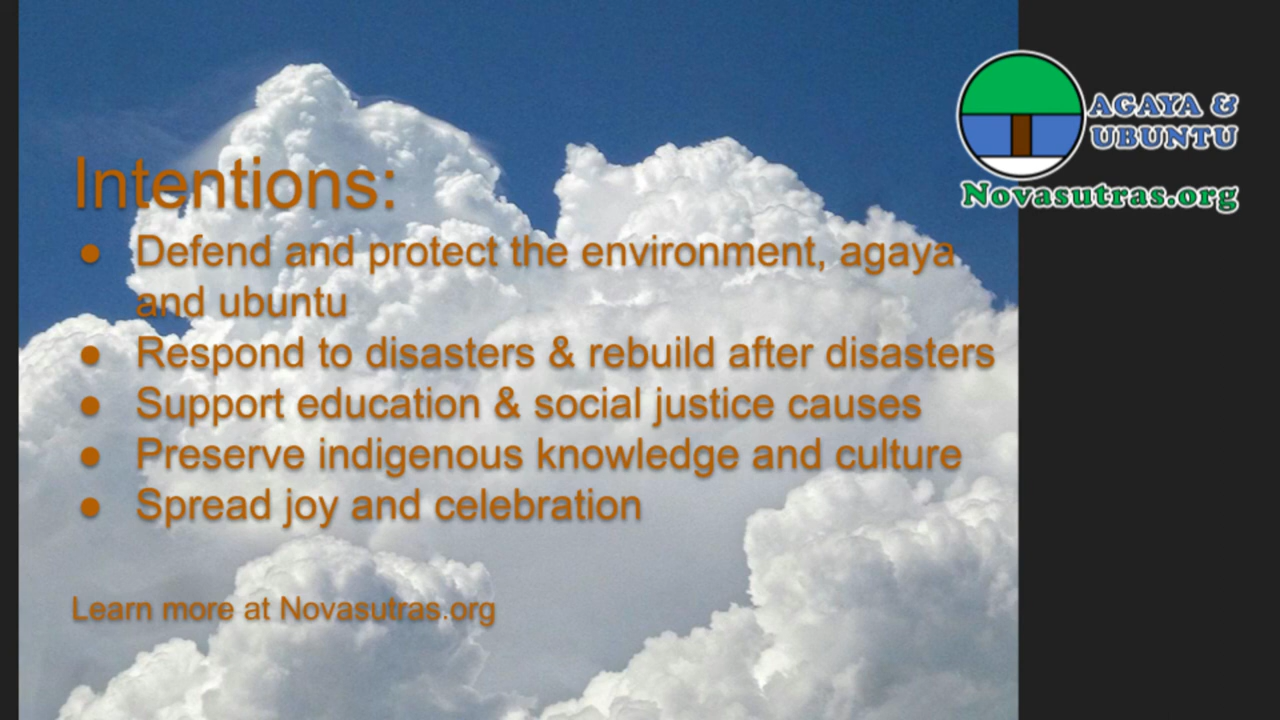 AGAYA &
UBUNTU
Novasutras.org
Intentions:
● Defend and protect the environment, agaya
and ubuntu
● Respond to disasters & rebuild after disasters
● Support education & social justice causes
● Preserve indigenous knowledge and culture
● Spread joy and celebration
Learn more at Novasutras.org